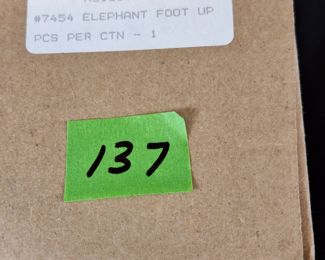 #7454 ELEPHANT FOOT UP
PCS PER CTN - 1
137